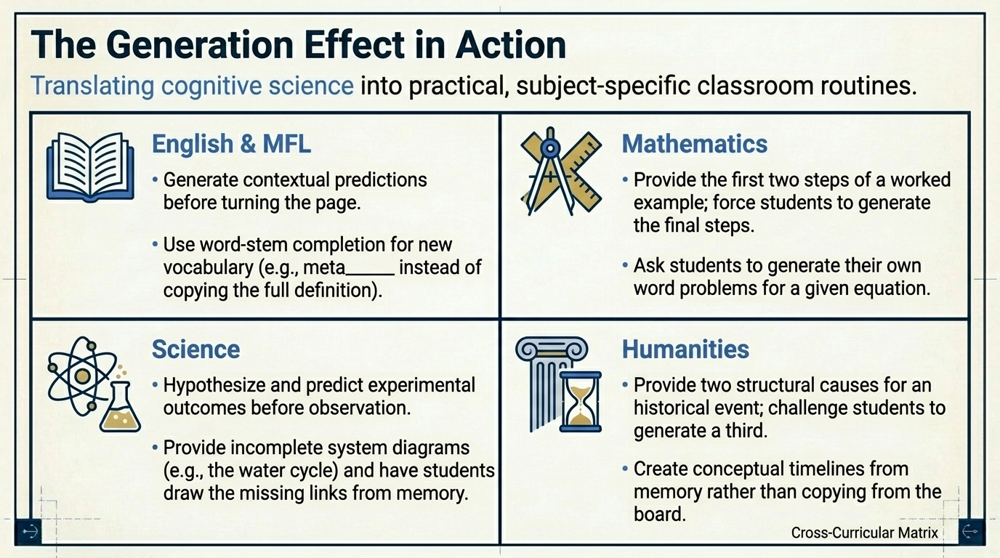 The Generation Effect in Action
Translating cognitive science into practical, subject-specific classroom routines.
English & MFL
• Generate contextual predictions
before turning the page.
• Use word-stem completion for new
vocabulary (e.g., meta______ instead of
copying the full definition).
Mathematics
• Provide the first two steps of a worked
example; force students to generate
the final steps.
• Ask students to generate their own
word problems for a given equation.
Science
• Hypothesize and predict experimental
outcomes before observation.
• Provide incomplete system diagrams
(e.g., the water cycle) and have students
draw the missing links from memory.
Humanities
• Provide two structural causes for an
historical event; challenge students to
generate a third.
• Create conceptual timelines from
memory rather than copying from the
board.
Cross-Curricular Matrix